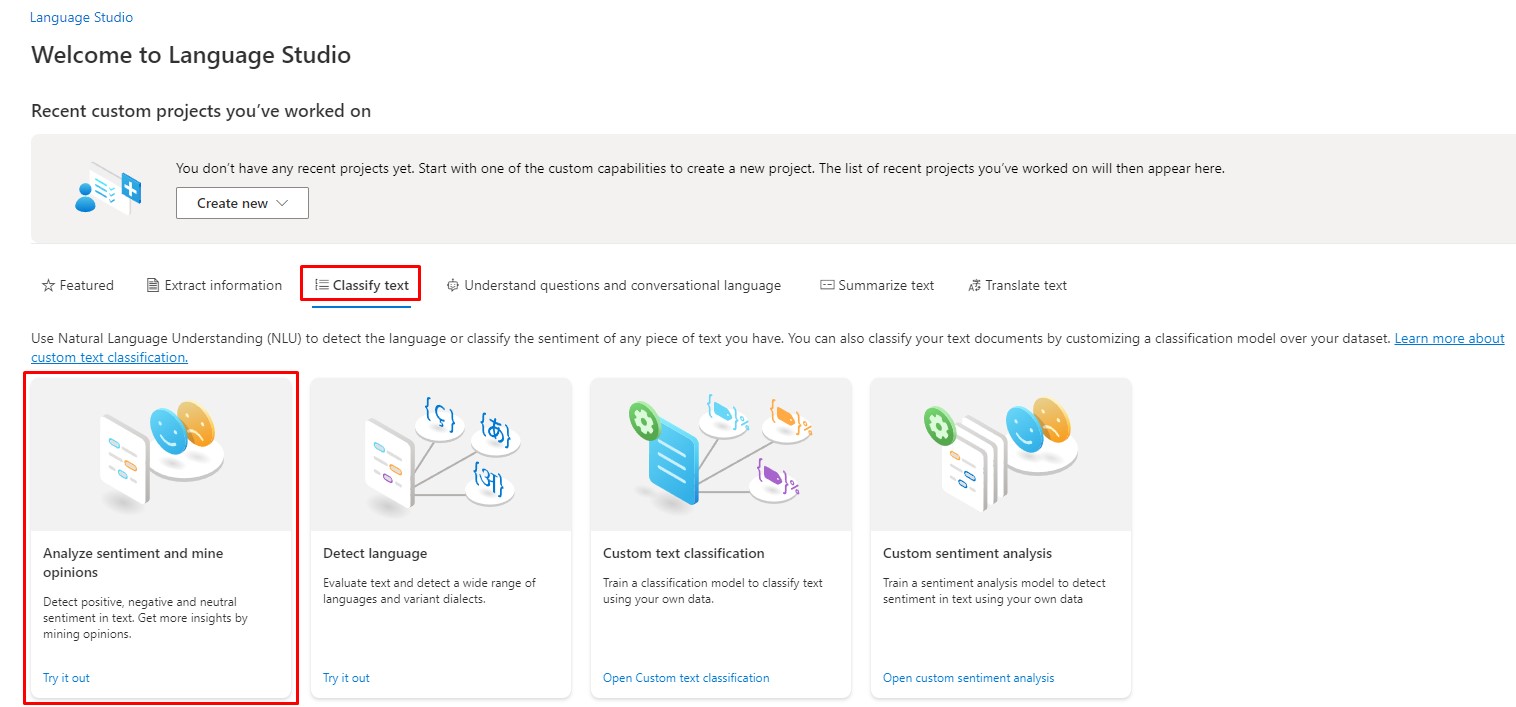 Language Studio
Welcome to Language Studio
Recent custom projects you’ve worked on
You don’t have any recent projects yet. Start with one of the custom capabilities to create a new project. The list of recent projects you’ve worked on will then appear here.
Create new
Featured
Extract information
Classify text
Understand questions and conversational language
Summarize text
Translate text
Use Natural Language Understanding (NLU) to detect the language or classify the sentiment of any piece of text you have. You can also classify your text documents by customizing a classification model over your dataset. Learn more about
custom text classification.
Analyze sentiment and mine
opinions
Detect positive, negative and neutral
sentiment in text. Get more insights by
mining opinions.
Try it out
{ç}
{あ}
{अ}
Detect language
Evaluate text and detect a wide range of
languages and variant dialects.
Try it out
Custom text classification
Train a classification model to classify text
using your own data.
Open Custom text classification
Custom sentiment analysis
Train a sentiment analysis model to detect
sentiment in text using your own data
Open custom sentiment analysis